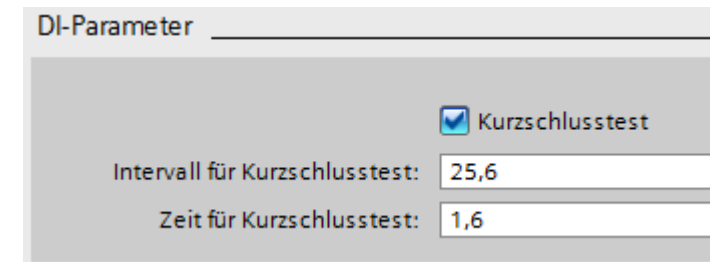 DI-Parameter
Kurzschlusstest
Intervall für Kurzschlusstest: 25,6
Zeit für Kurzschlusstest: 1,6